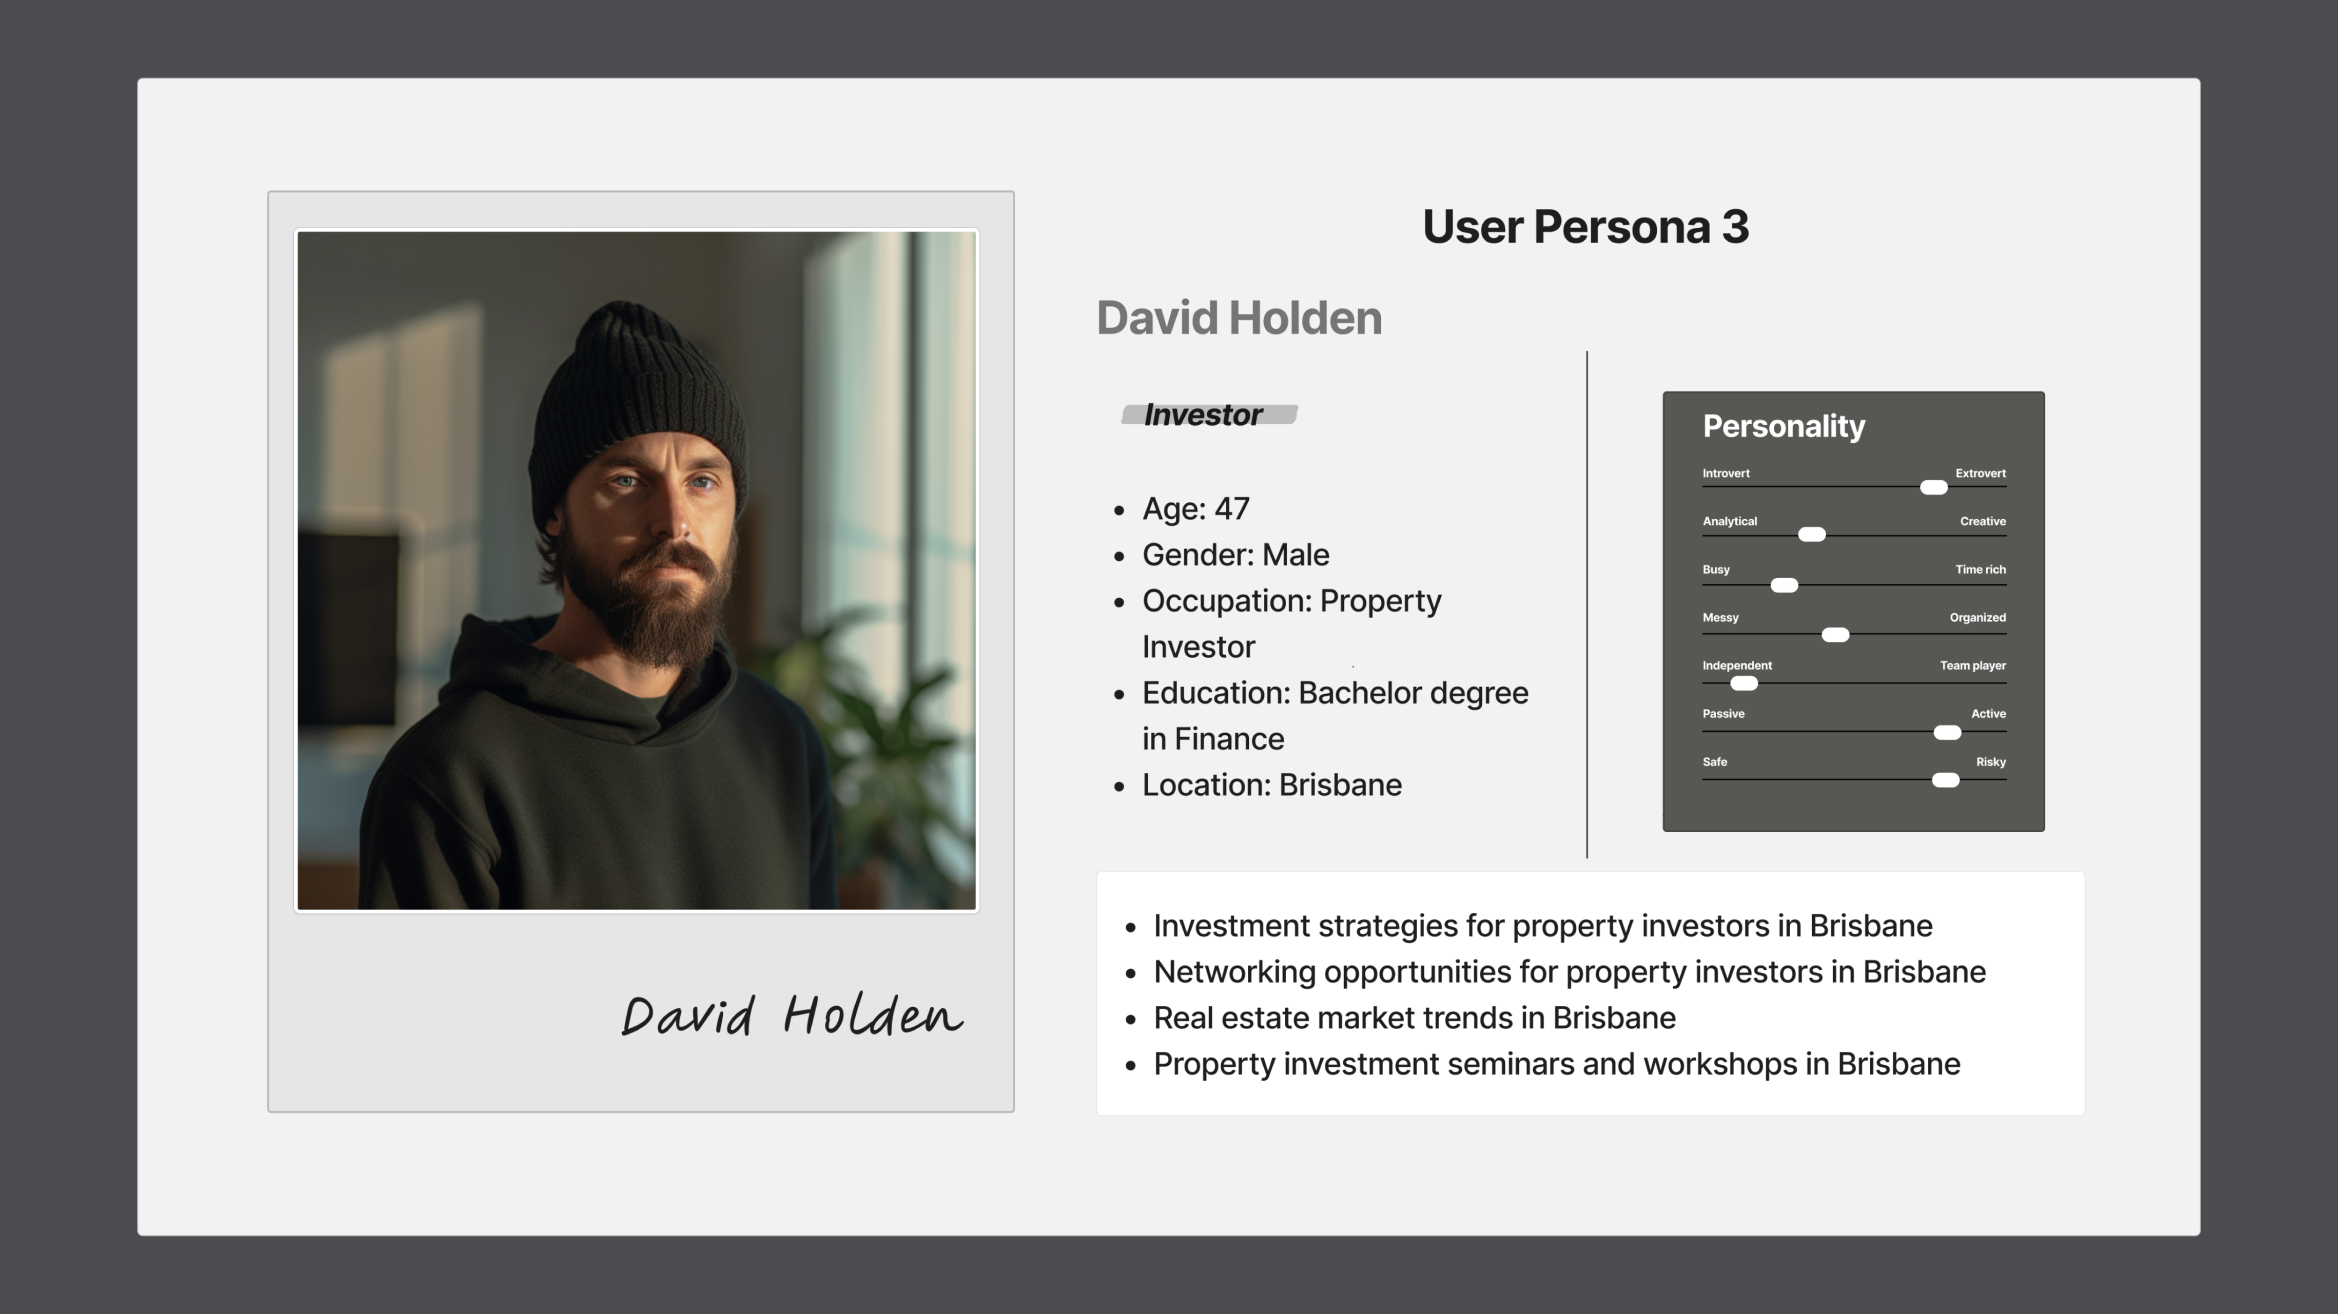 User Persona 3
David Holden
Investor
• Age: 47
• Gender: Male
• Occupation: Property
Investor
• Education: Bachelor degree
in Finance
• Location: Brisbane
Personality
Introvert Extrovert
Analytical Creative
Busy Time rich
Messy Organized
Independent Team player
Passive Active
Safe Risky
• Investment strategies for property investors in Brisbane
• Networking opportunities for property investors in Brisbane
• Real estate market trends in Brisbane
• Property investment seminars and workshops in Brisbane
David Holden